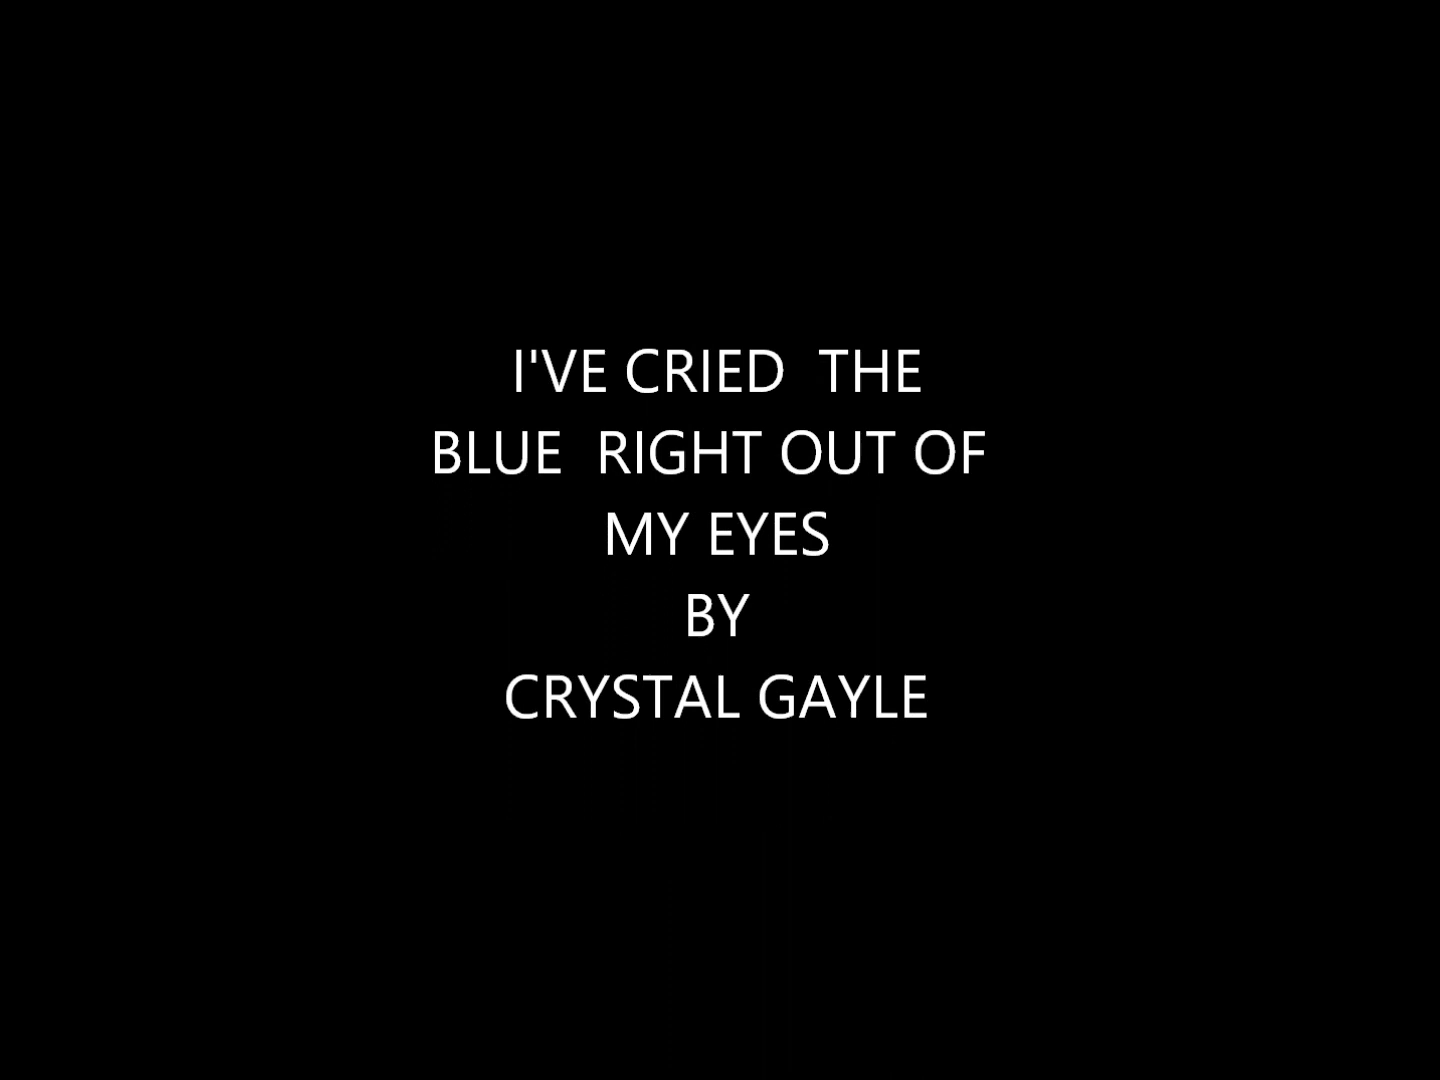 I'VE CRIED  THE
BLUE  RIGHT OUT OF
MY EYES
BY
CRYSTAL GAYLE